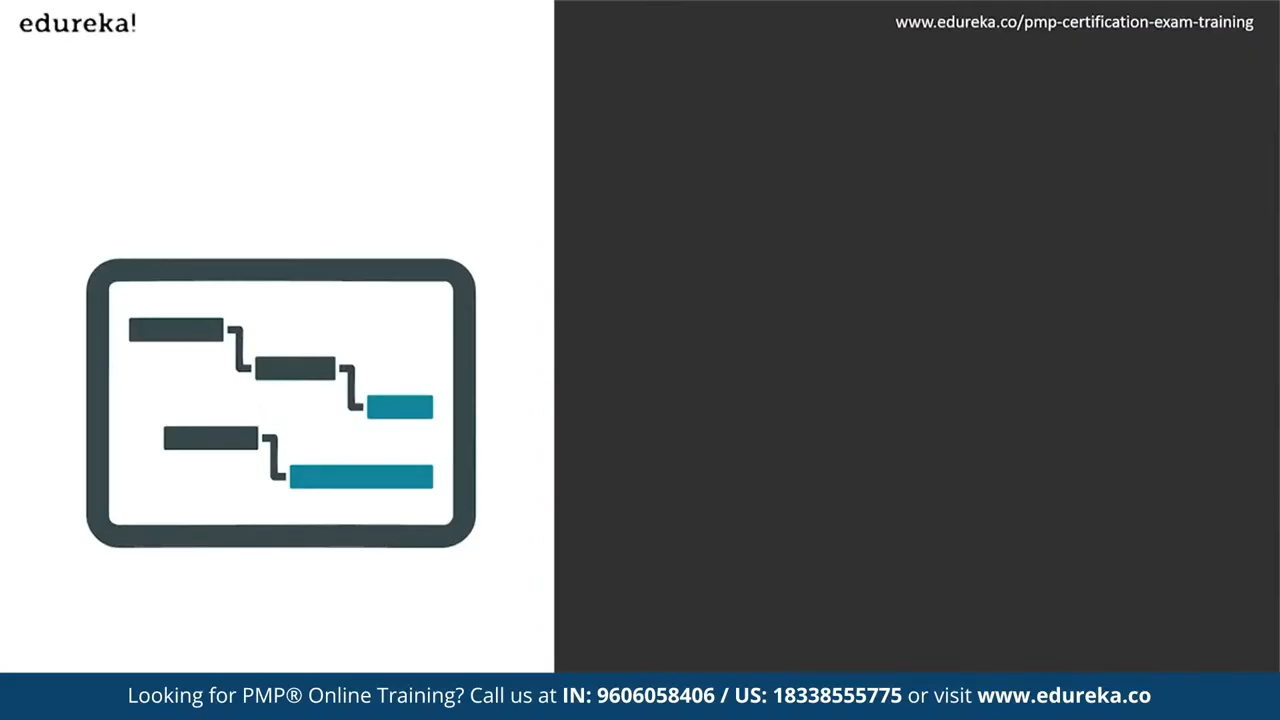 edureka!
www.edureka.co/pmp-certification-exam-training
Looking for PMP® Online Training? Call us at IN: 9606058406 / US: 18338555775 or visit www.edureka.co